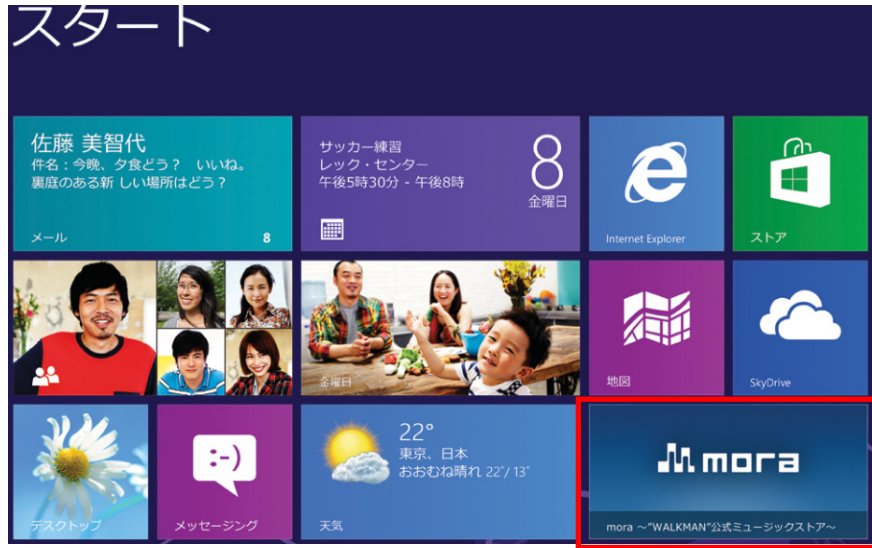 スタート
佐藤 美智代
件名：今晩、夕食どう？　いいね。
裏庭のある新 しい場所はどう？
メール
8
サッカー練習
レック・センター
午後5時30分 - 午後8時
8
金曜日
Internet Explorer
ストア
金曜日
地図
SkyDrive
デスクトップ
:-)
メッセージング
22°
東京、日本
おおむね晴れ 22°/ 13°
天気
mora
mora ～“WALKMAN”公式ミュージックストア～